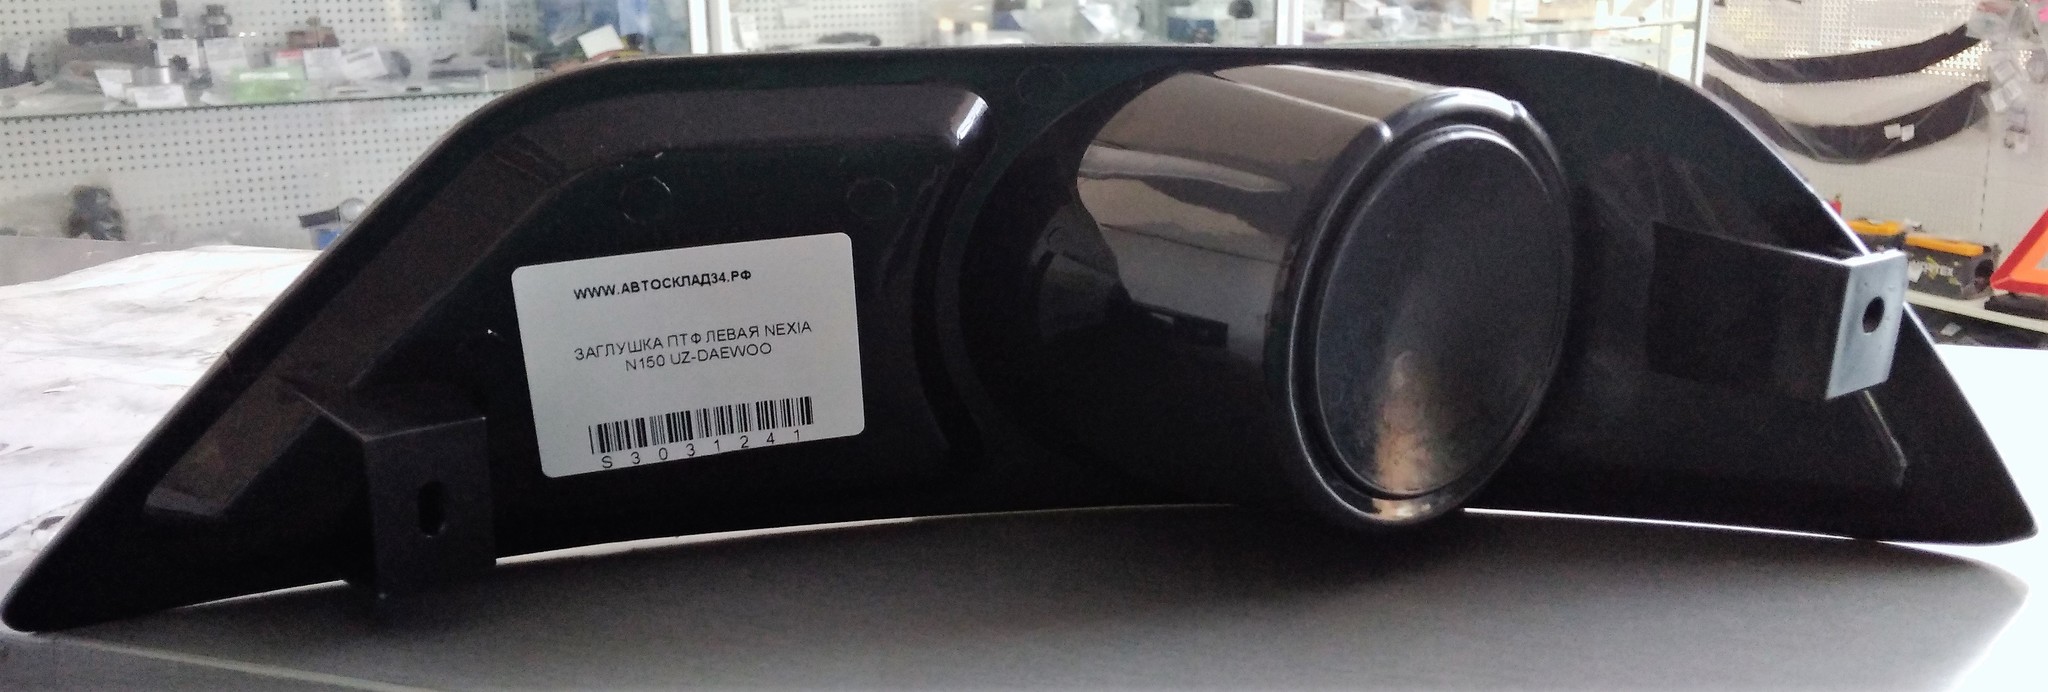 WWW.АВТОСКЛАД34.РФ
ЗАГЛУШКА ПТФ ЛЕВАЯ NEXIA
N150 UZ-DAEWOO
S3031241